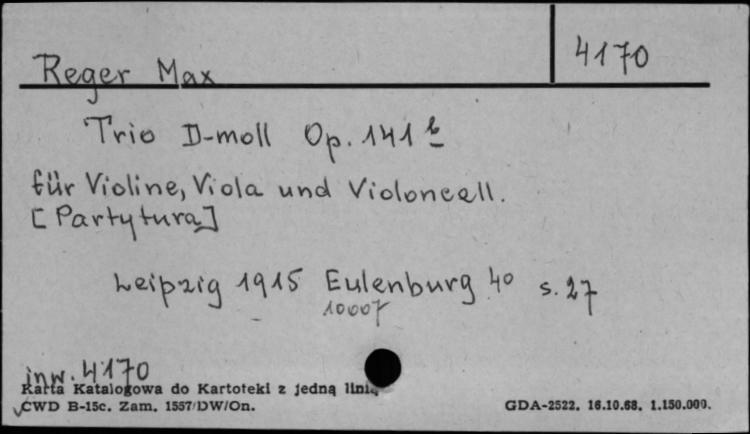 Reger Max 4170
Trio D-moll Op. 141 b
für Violine, Viola und Violoncell.
[Partytura]
Leipzig 1915 Eulenburg 4° s. 27
10007
inw. 4170
Karta Katalogowa do Kartoteki z jedną linią
CWD B-15c. Zam. 1557/DW/On. GDA-2522. 16.10.68. 1.150.000.